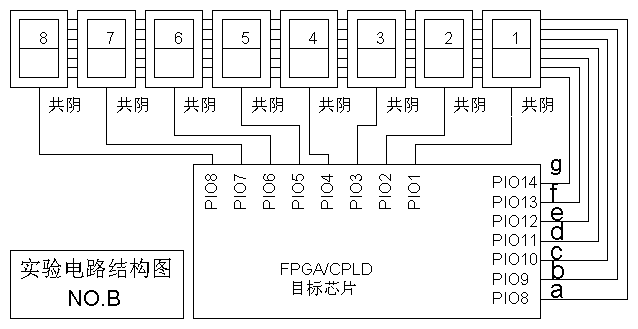 8 7 6 5 4 3 2 1
共阴 共阴 共阴 共阴 共阴 共阴 共阴 共阴
PIO8 PIO7 PIO6 PIO5 PIO4 PIO3 PIO2 PIO1
g
PIO14
f
PIO13
e
PIO12
d
PIO11
c
PIO10
b
PIO9
a
PIO8
FPGA/CPLD
目标芯片
实验电路结构图
NO.B